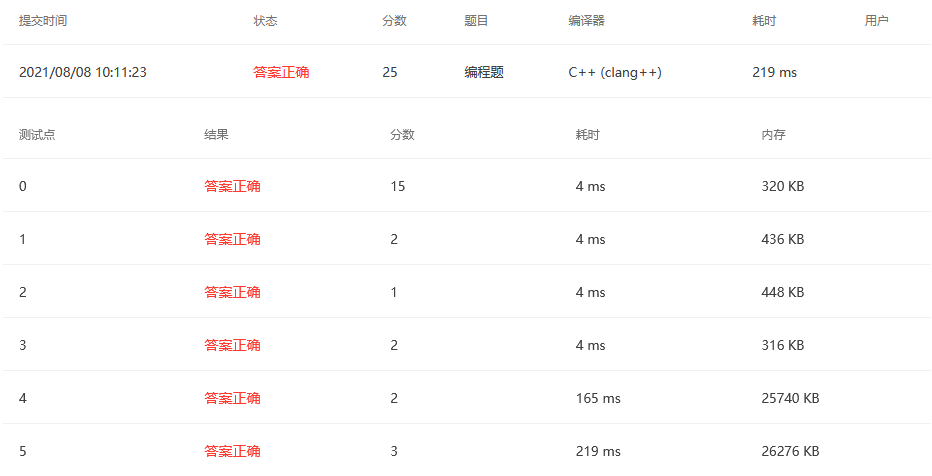 提交时间 状态 分数 题目 编译器 耗时 用户
2021/08/08 10:11:23 答案正确 25 编程题 C++ (clang++) 219 ms
测试点 结果 分数 耗时 内存
0 答案正确 15 4 ms 320 KB
1 答案正确 2 4 ms 436 KB
2 答案正确 1 4 ms 448 KB
3 答案正确 2 4 ms 316 KB
4 答案正确 2 165 ms 25740 KB
5 答案正确 3 219 ms 26276 KB